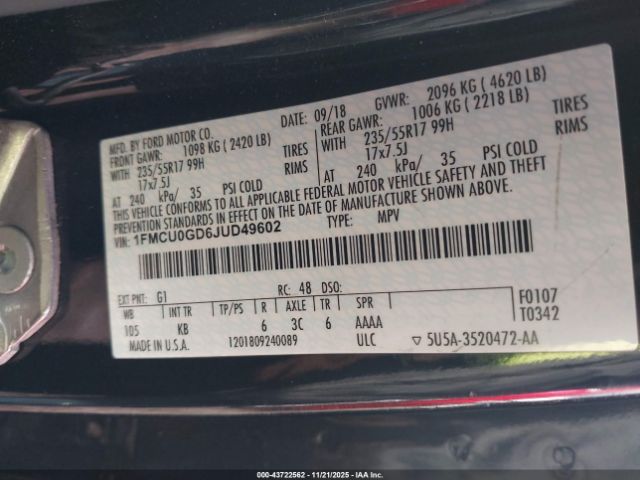 MFD. BY FORD MOTOR CO.
DATE: 09/18 GVWR: 2096 KG ( 4620 LB)
FRONT GAWR: 1098 KG ( 2420 LB) REAR GAWR: 1006 KG ( 2218 LB)
WITH 235/55R17 99H TIRES WITH 235/55R17 99H TIRES
17x7.5J RIMS 17x7.5J RIMS
AT 240 kPa/ 35 PSI COLD AT 240 kPa/ 35 PSI COLD
THIS VEHICLE CONFORMS TO ALL APPLICABLE FEDERAL MOTOR VEHICLE SAFETY AND THEFT
PREVENTION STANDARDS IN EFFECT ON THE DATE OF MANUFACTURE SHOWN ABOVE.
VIN: 1FMCU0GD6JUD49602 TYPE: MPV
EXT PNT: G1 RC: 48 DSO: F0107
WB INT TR TP/PS R AXLE TR SPR T0342
105 KB 6 3C 6 AAAA
MADE IN U.S.A. 1201809240089 ULC ▽ 5U5A-3520472-AA
00-43722562 - 11/21/2025 - IAA Inc.